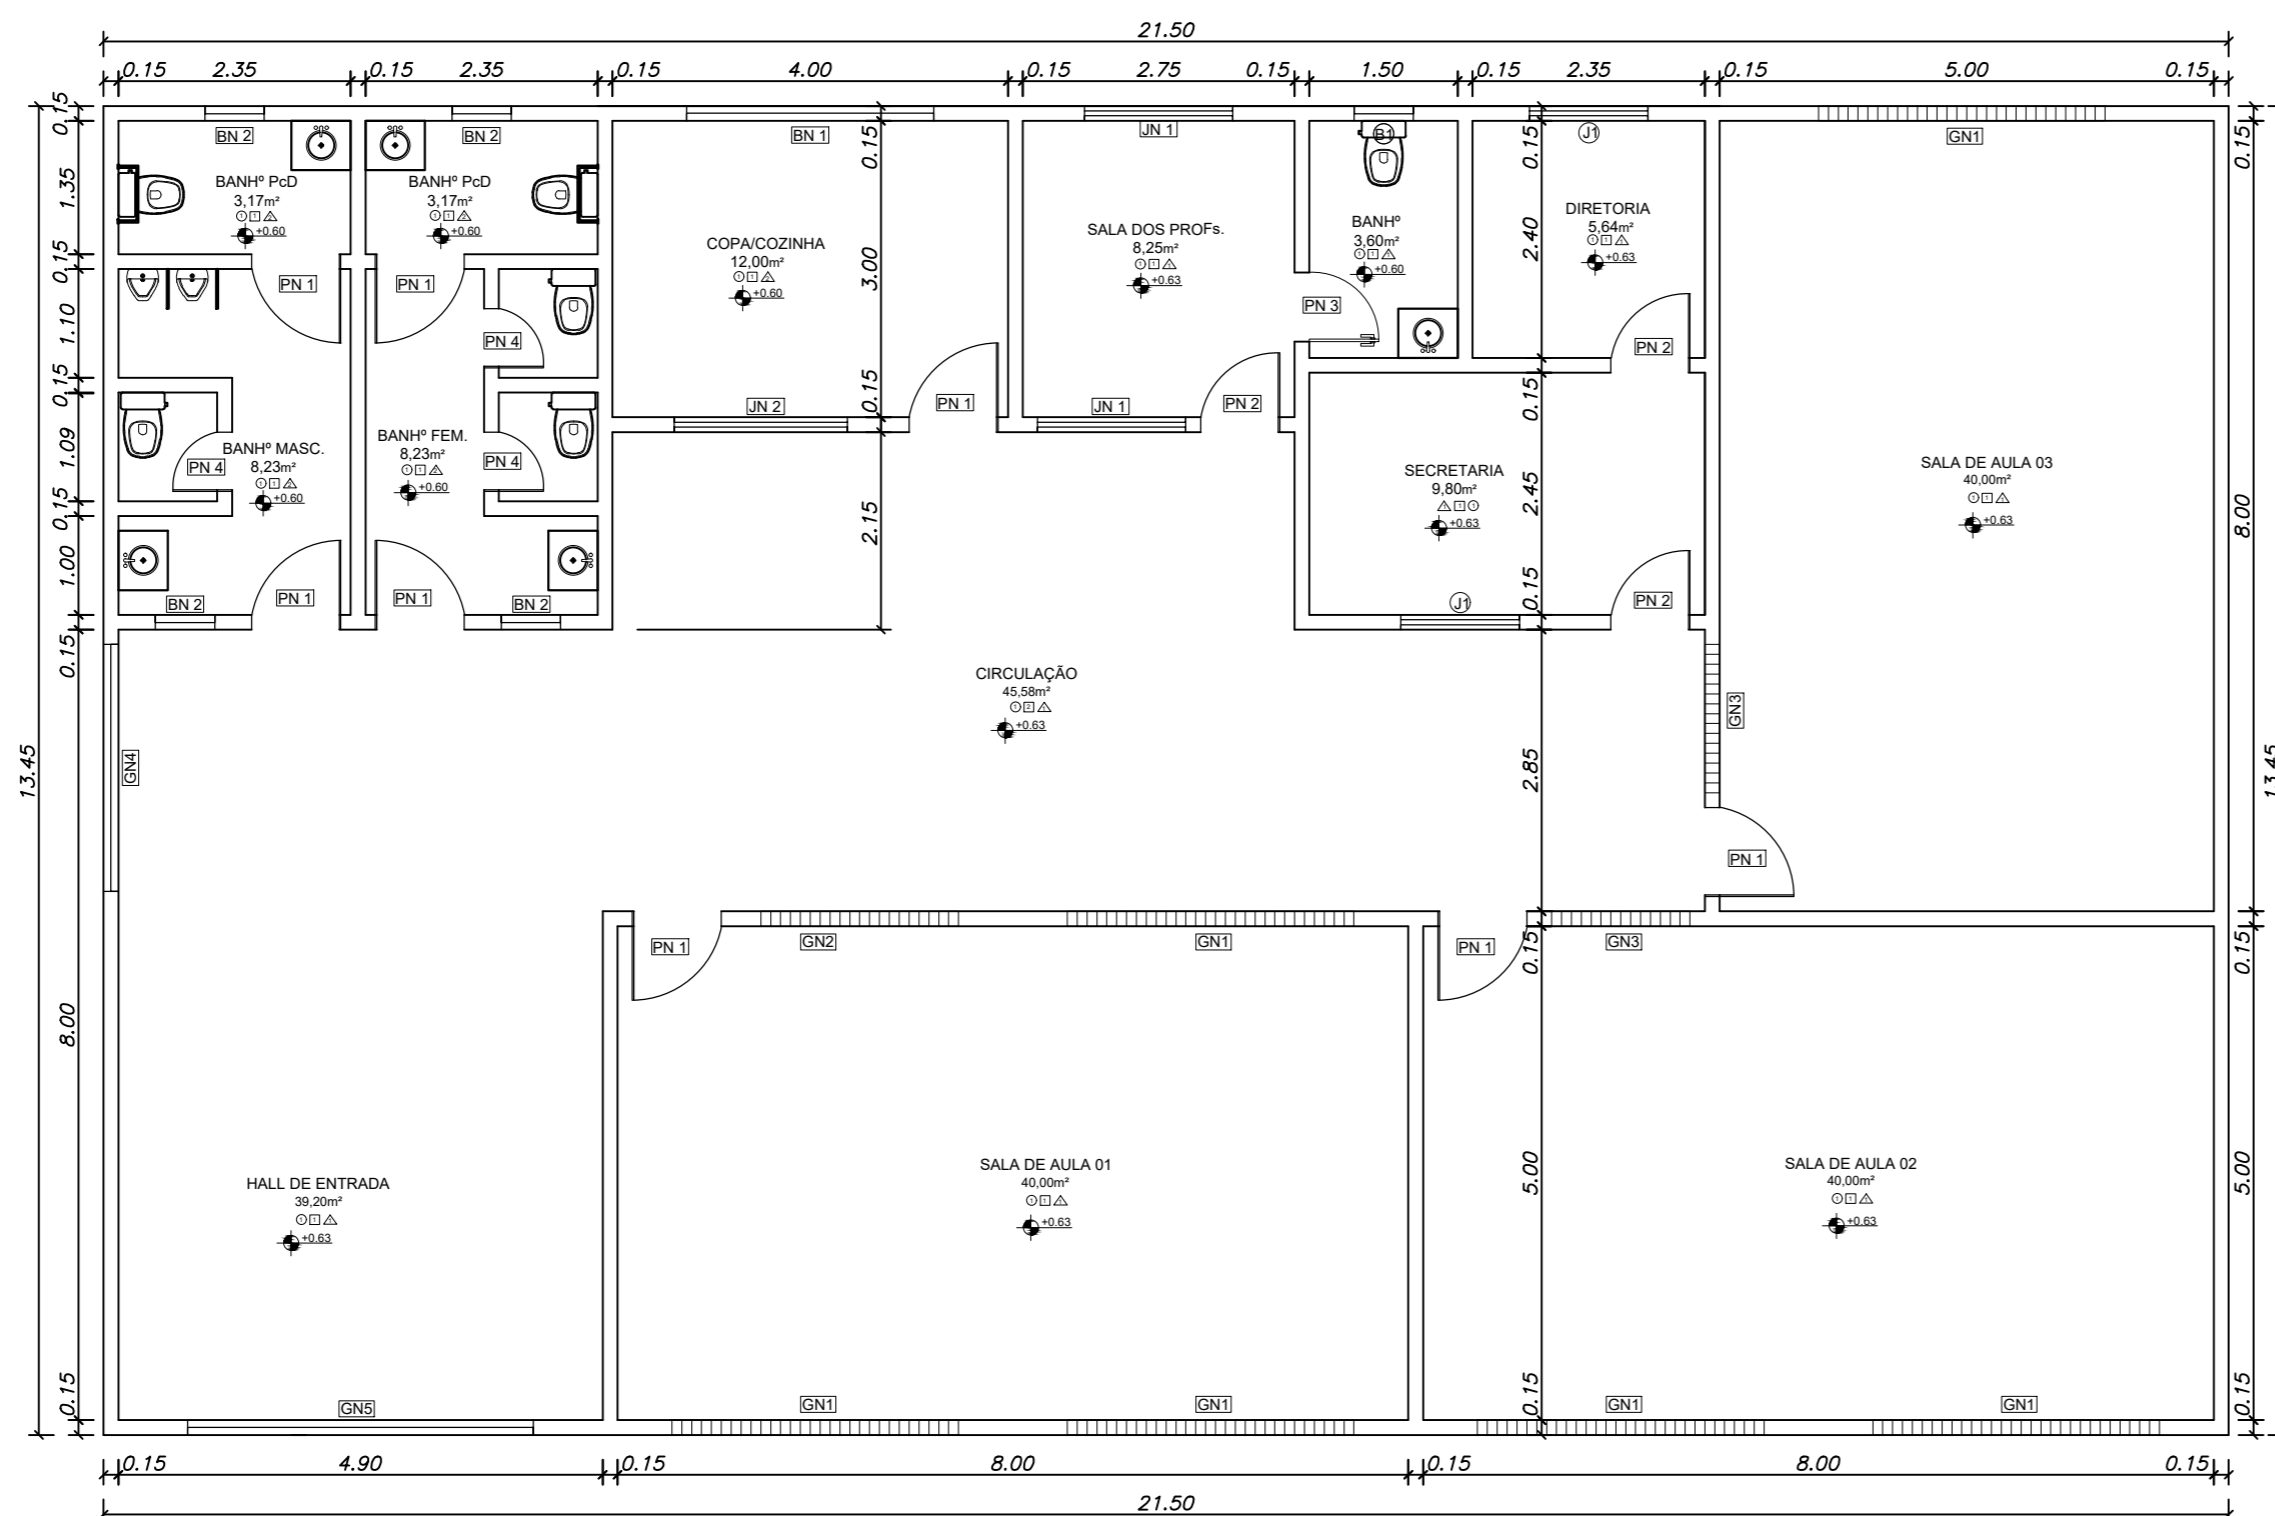 21.50
0.15 2.35 0.15 2.35 0.15 4.00 0.15 2.75 0.15 1.50 0.15 2.35 0.15 5.00 0.15
0.15
1.35
0.15
1.10
0.15
1.09
0.15
1.00
0.15
8.00
0.15
13.45
BN 2
BANHº PcD
3,17m²
1 1 2
+0.60
PN 1
BN 2
BANHº PcD
3,17m²
1 1 2
+0.60
PN 1
BN 1
COPA/COZINHA
12,00m²
+0.60
JN 2
PN 1
0.15
3.00
0.15
2.15
JN 1
SALA DOS PROFs.
8,25m²
+0.63
JN 1
PN 2
B1
BANHº
3,60m²
+0.60
PN 3
J1
DIRETORIA
5,64m²
+0.63
PN 2
0.15
2.40
0.15
2.45
0.15
2.85
0.15
5.00
0.15
GN1
SALA DE AULA 03
40,00m²
+0.63
GN3
PN 1
PN 4
BANHº MASC.
8,23m²
+0.60
BN 2
PN 1
PN 4
BANHº FEM.
8,23m²
+0.60
PN 4
PN 1
BN 2
SECRETARIA
9,80m²
+0.63
J1
PN 2
CIRCULAÇÃO
45,58m²
1 2
+0.63
GN4
HALL DE ENTRADA
39,20m²
+0.63
GN5
PN 1
GN2
GN1
SALA DE AULA 01
40,00m²
+0.63
GN1
GN1
PN 1
GN3
SALA DE AULA 02
40,00m²
+0.63
GN1
GN1
0.15
8.00
0.15
5.00
0.15
13.45
0.15 4.90 0.15 8.00 0.15 8.00 0.15
21.50